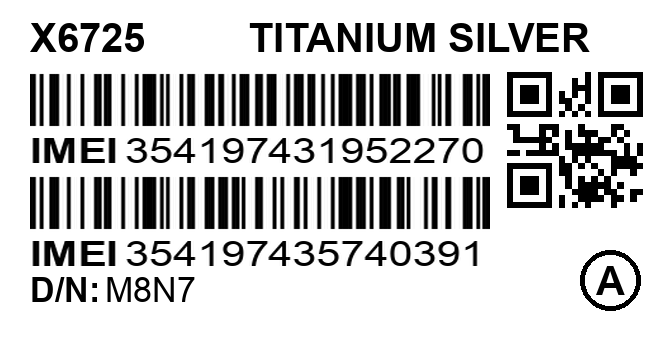 X6725 TITANIUM SILVER
IMEI 354197431952270
IMEI 354197435740391
D/N: M8N7
A